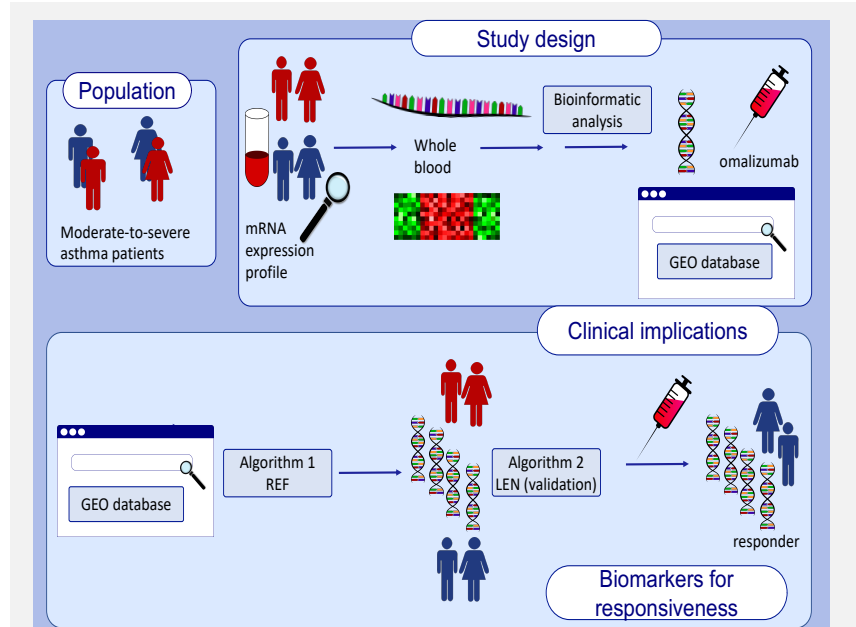 Study design
Population
Moderate-to-severe
asthma patients
mRNA
expression
profile
Whole
blood
Bioinformatic
analysis
omalizumab
GEO database
Clinical implications
GEO database
Algorithm 1
REF
Algorithm 2
LEN (validation)
responder
Biomarkers for
responsiveness